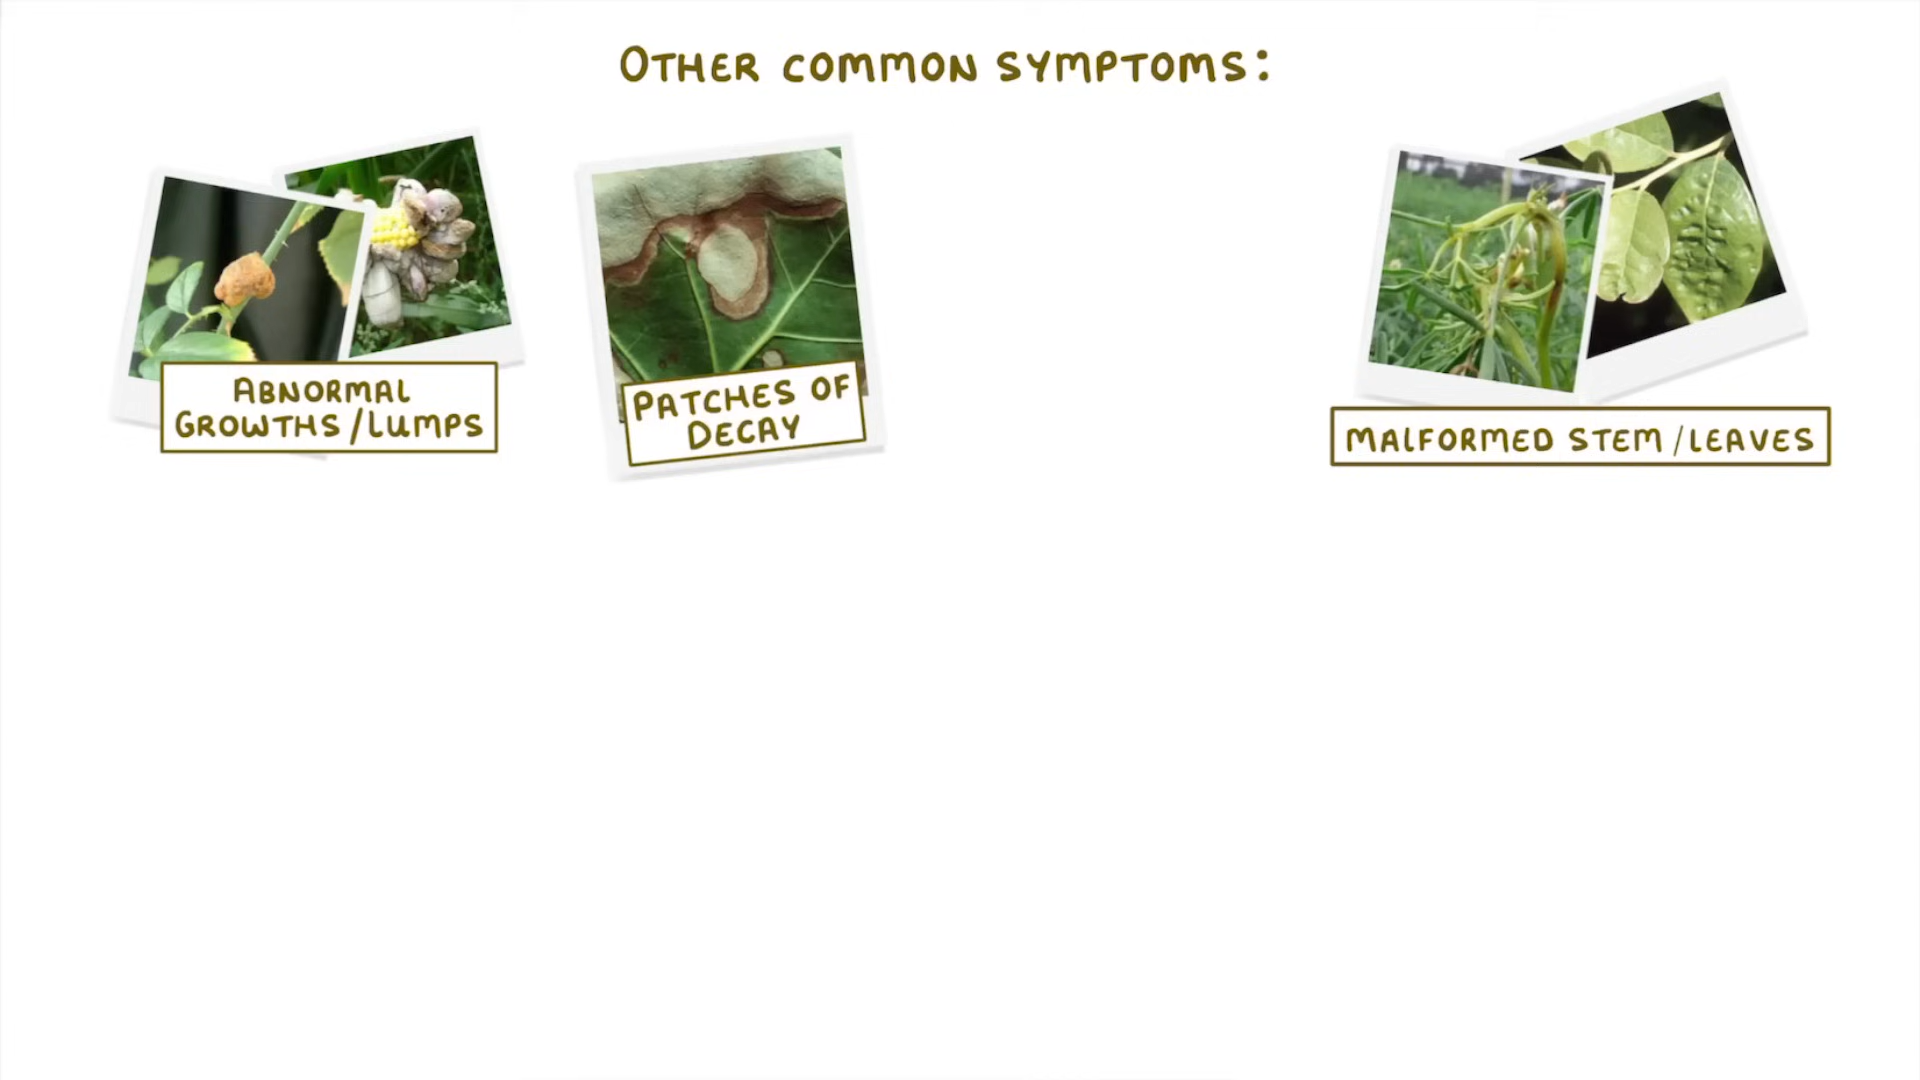 OTHER COMMON SYMPTOMS:
ABNORMAL
GROWTHS/LUMPS
PATCHES OF
DECAY
MALFORMED STEM/LEAVES